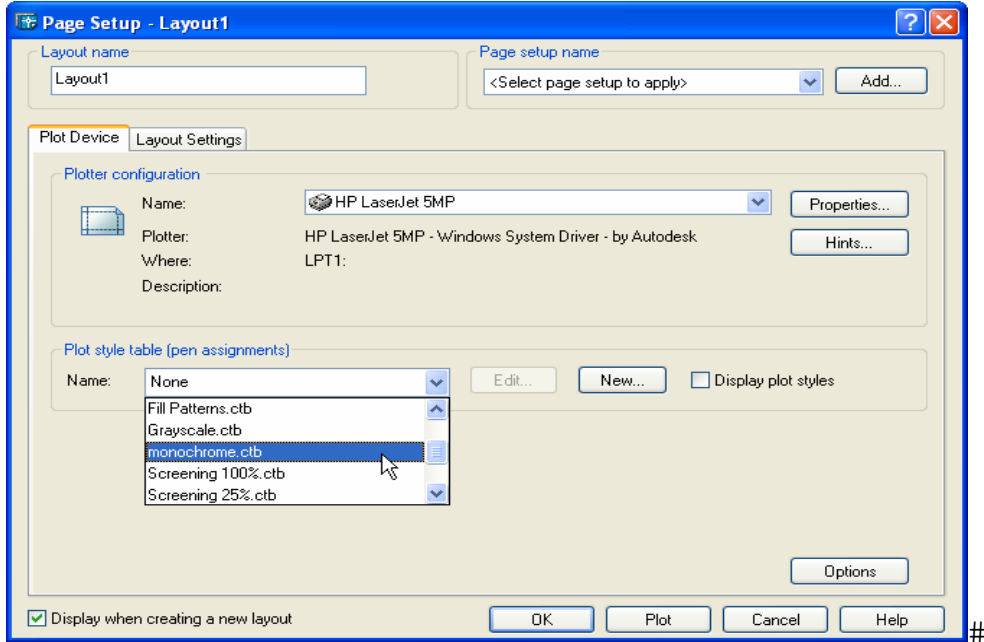 Page Setup - Layout1
Layout name
Layout1
Page setup name
<Select page setup to apply>
Add...
Plot Device
Layout Settings
Plotter configuration
Name:
HP LaserJet 5MP
Properties...
Plotter:
HP LaserJet 5MP - Windows System Driver - by Autodesk
Hints...
Where:
LPT1:
Description:
Plot style table (pen assignments)
Name:
None
Edit...
New...
Display plot styles
Fill Patterns.ctb
Grayscale.ctb
monochrome.ctb
Screening 100%.ctb
Screening 25%.ctb
Options
Display when creating a new layout
OK
Plot
Cancel
Help
#